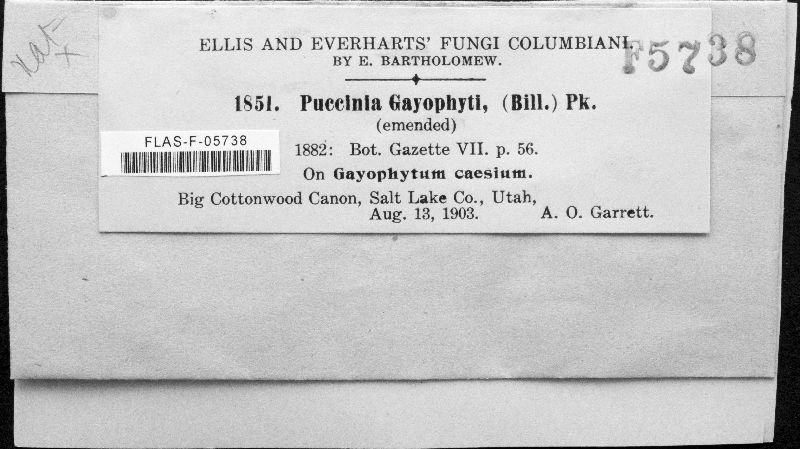 nat
x
ELLIS AND EVERHARTS' FUNGI COLUMBIANI.
BY E. BARTHOLOMEW.
F5738
1851. Puccinia Gayophyti, (Bill.) Pk.
(emended)
FLAS-F-05738
1882: Bot. Gazette VII. p. 56.
On Gayophytum caesium.
Big Cottonwood Canon, Salt Lake Co., Utah,
Aug. 13, 1903. A. O. Garrett.